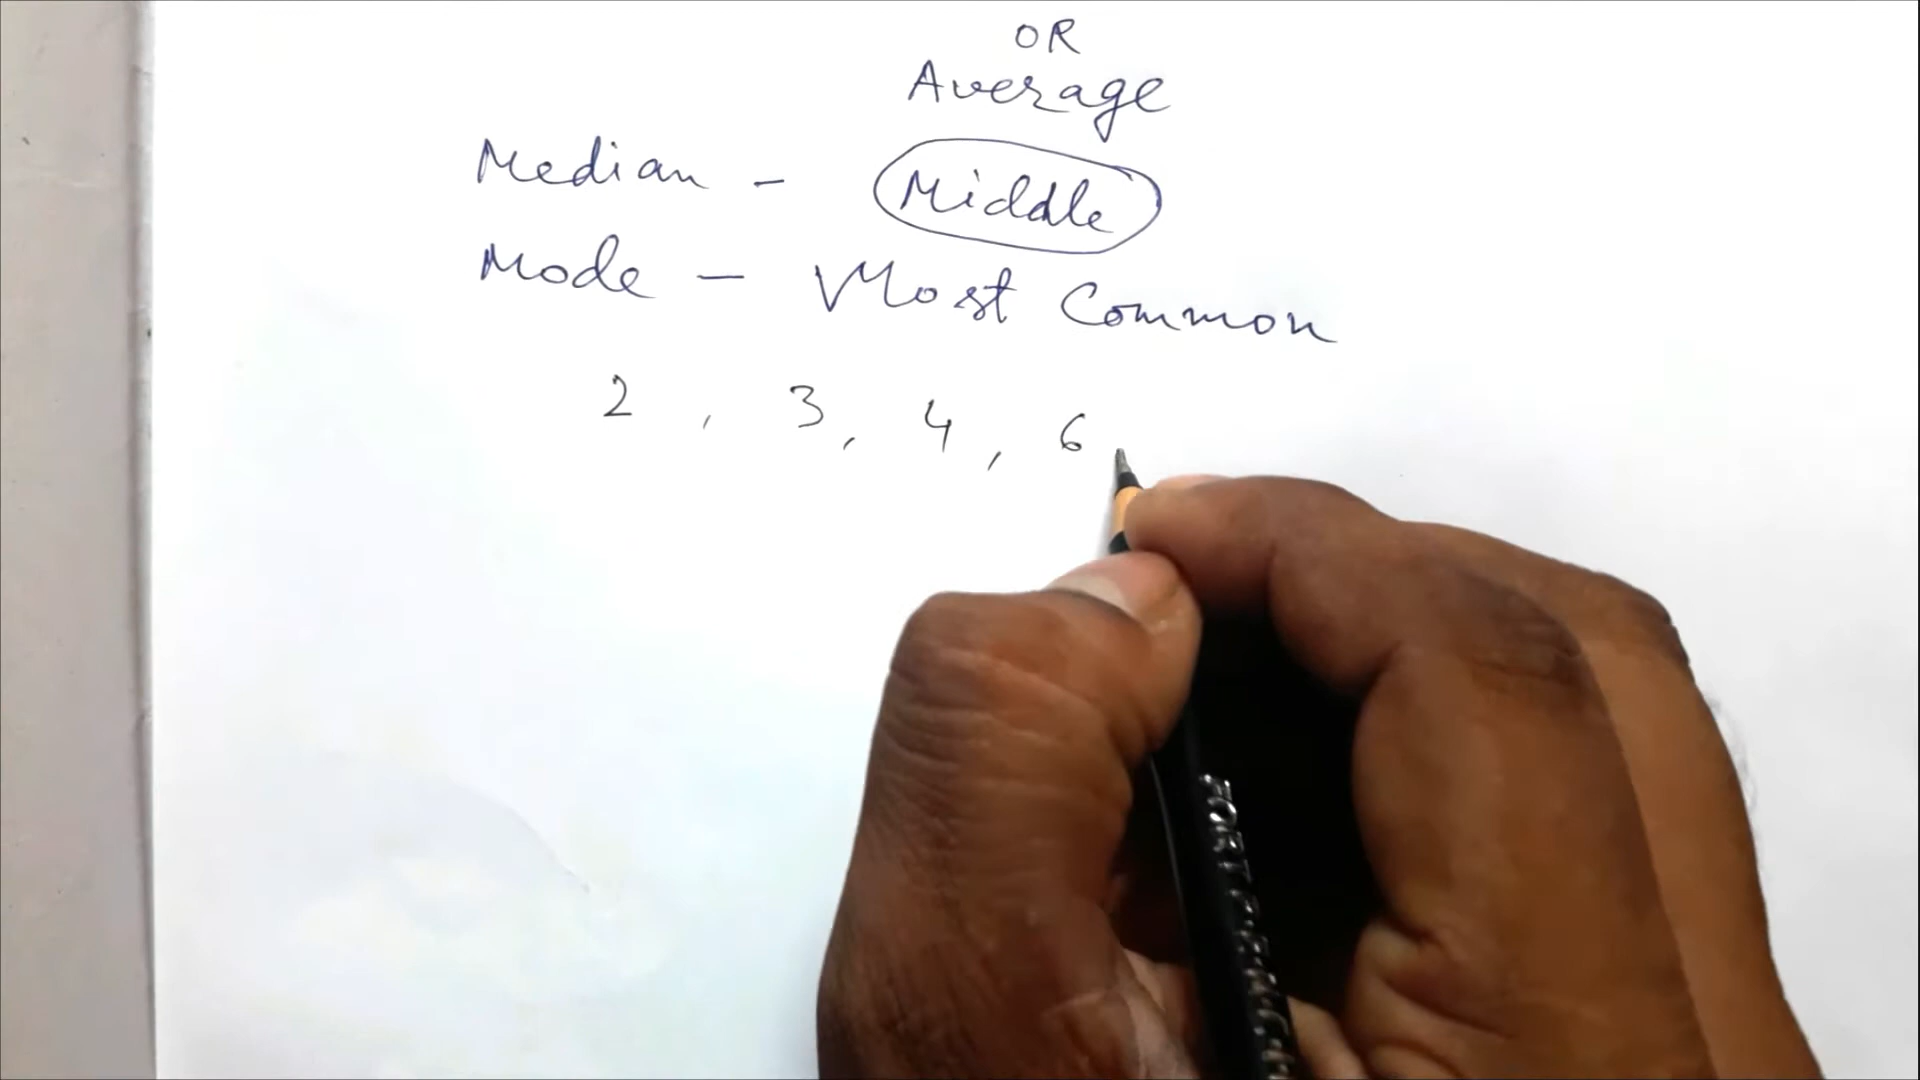 OR
Average
Median - Middle
Mode - Most Common
2 , 3, 4, 6